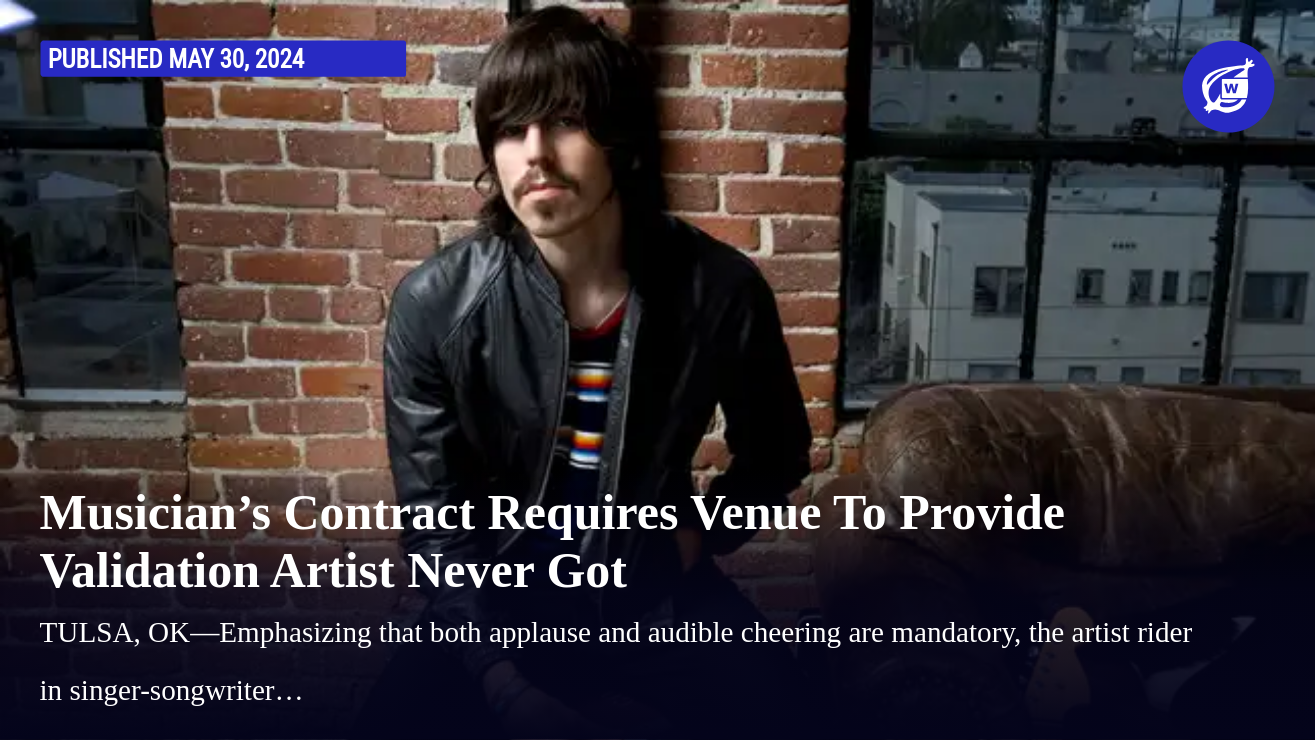 PUBLISHED MAY 30, 2024
W
Musician’s Contract Requires Venue To Provide
Validation Artist Never Got
TULSA, OK—Emphasizing that both applause and audible cheering are mandatory, the artist rider
in singer-songwriter…